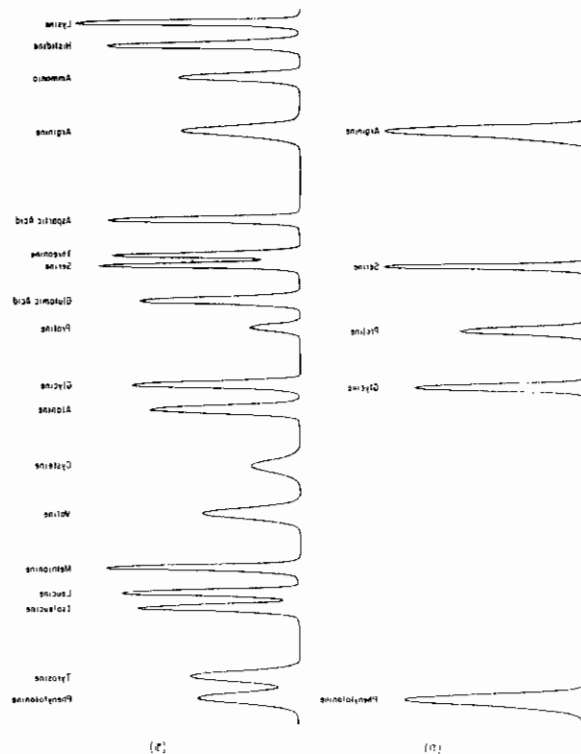 Lysine
Histidine
Ammonia
Arginine
Aspartic Acid
Threonine
Serine
Glutamic Acid
Proline
Glycine
Alanine
Cysteine
Valine
Methionine
Leucine
Isoleucine
Tyrosine
Phenylalanine
Arginine
Serine
Proline
Glycine
Phenylalanine